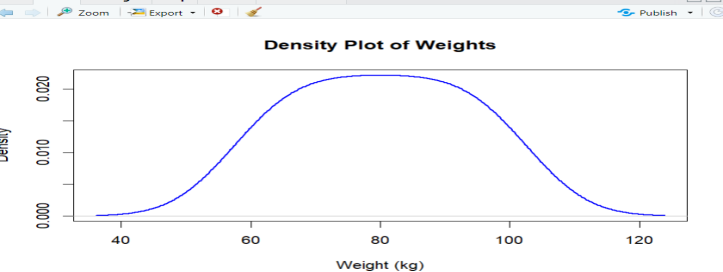 Zoom Export Publish
Density Plot of Weights
Density
0.020
0.010
0.000
40 60 80 100 120
Weight (kg)